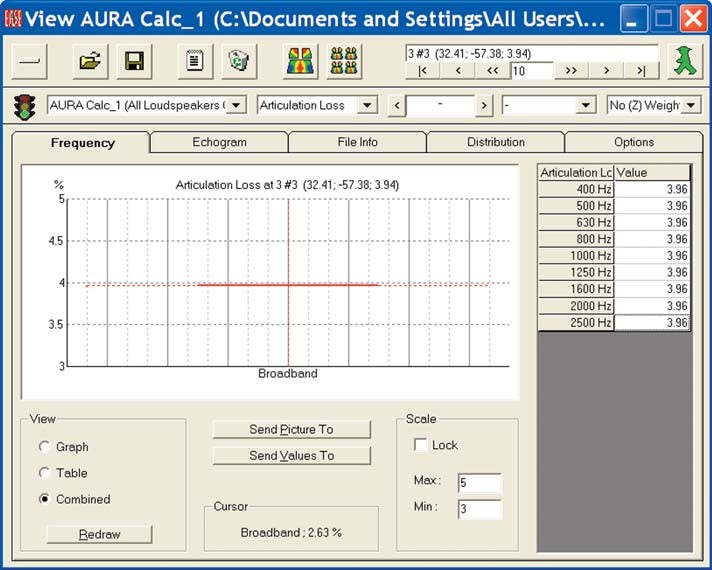 EASE View AURA Calc_1 (C:\Documents and Settings\All Users\...
3 #3 (32.41; -57.38; 3.94)
|< < << 10 >> > >|
AURA Calc_1 (All Loudspeakers Articulation Loss < - > - No (Z) Weigh
Frequency Echogram File Info Distribution Options
% Articulation Loss at 3 #3 (32.41; -57.38; 3.94)
5
4.5
4
3.5
3
Broadband
Articulation Lo Value
400 Hz 3.96
500 Hz 3.96
630 Hz 3.96
800 Hz 3.96
1000 Hz 3.96
1250 Hz 3.96
1600 Hz 3.96
2000 Hz 3.96
2500 Hz 3.96
View
Graph
Table
Combined
Redraw
Send Picture To
Send Values To
Cursor
Broadband ; 2.63 %
Scale
Lock
Max : 5
Min : 3